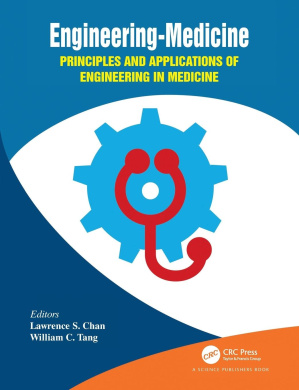 Engineering-Medicine
PRINCIPLES AND APPLICATIONS OF
ENGINEERING IN MEDICINE
Editors
Lawrence S. Chan
William C. Tang
CRC Press
Taylor & Francis Group
A SCIENCE PUBLISHERS BOOK